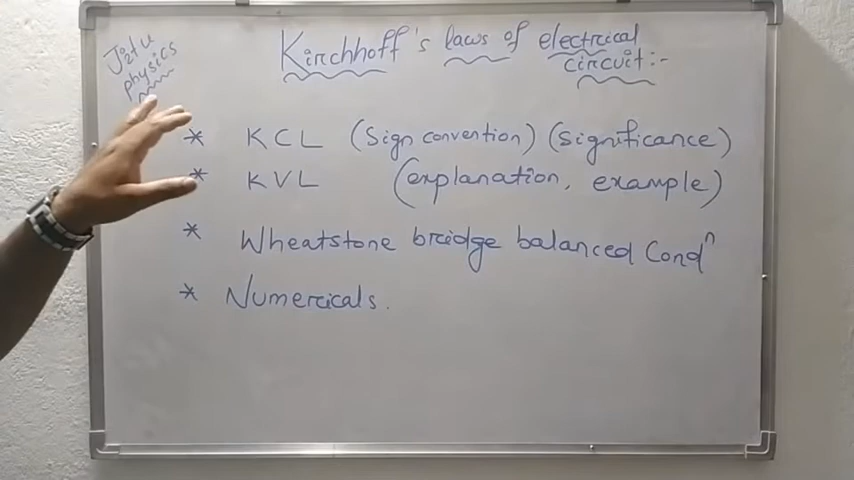 Jitu
physics
Kirchhoff's laws of electrical
circuit:-
* KCL (Sign convention) (significance)
* KVL (explanation, example)
* Wheatstone bridge balanced Condⁿ
* Numericals.